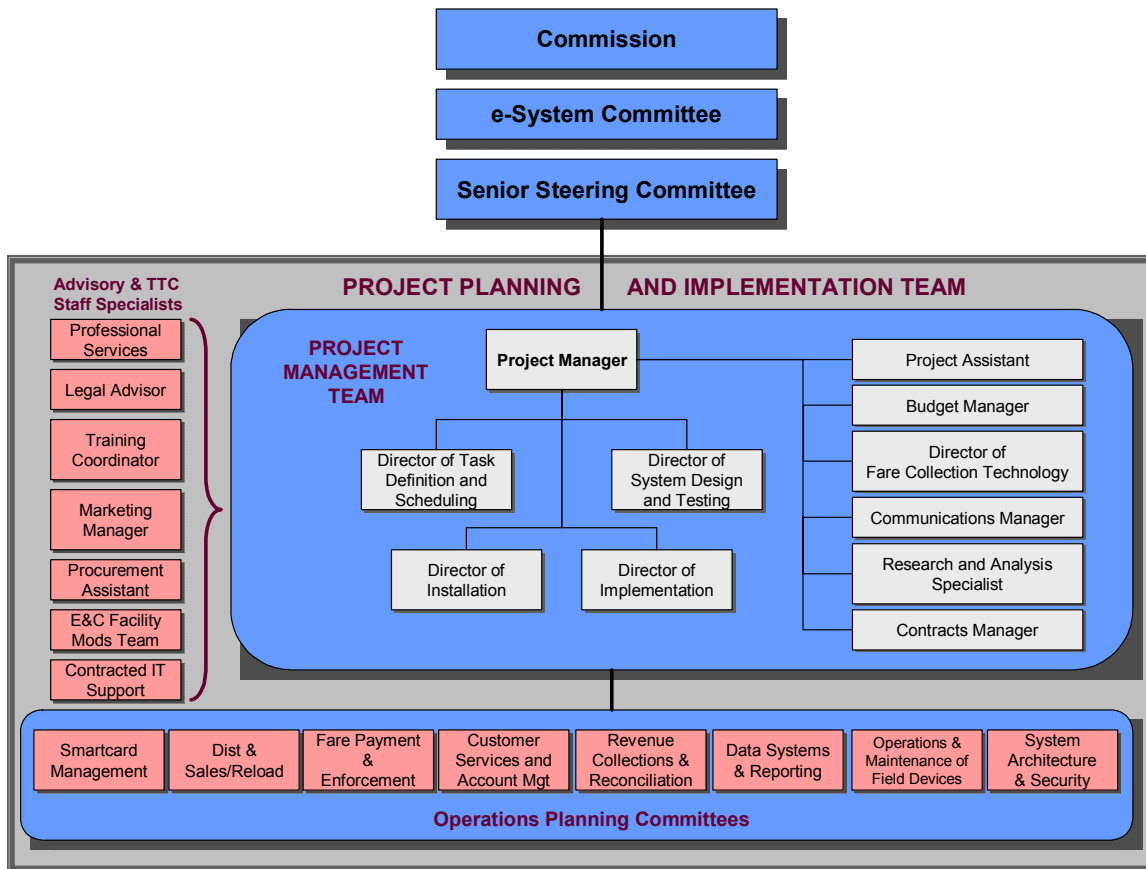 Commission
e-System Committee
Senior Steering Committee
Advisory & TTC
Staff Specialists
PROJECT PLANNING AND IMPLEMENTATION TEAM
Professional
Services
Legal Advisor
Training
Coordinator
Marketing
Manager
Procurement
Assistant
E&C Facility
Mods Team
Contracted IT
Support
PROJECT
MANAGEMENT
TEAM
Project Manager
Director of Task
Definition and
Scheduling
Director of
System Design
and Testing
Director of
Installation
Director of
Implementation
Project Assistant
Budget Manager
Director of
Fare Collection Technology
Communications Manager
Research and Analysis
Specialist
Contracts Manager
Smartcard
Management
Dist &
Sales/Reload
Fare Payment
&
Enforcement
Customer
Services and
Account Mgt
Revenue
Collections &
Reconciliation
Data Systems
& Reporting
Operations &
Maintenance of
Field Devices
System
Architecture
& Security
Operations Planning Committees